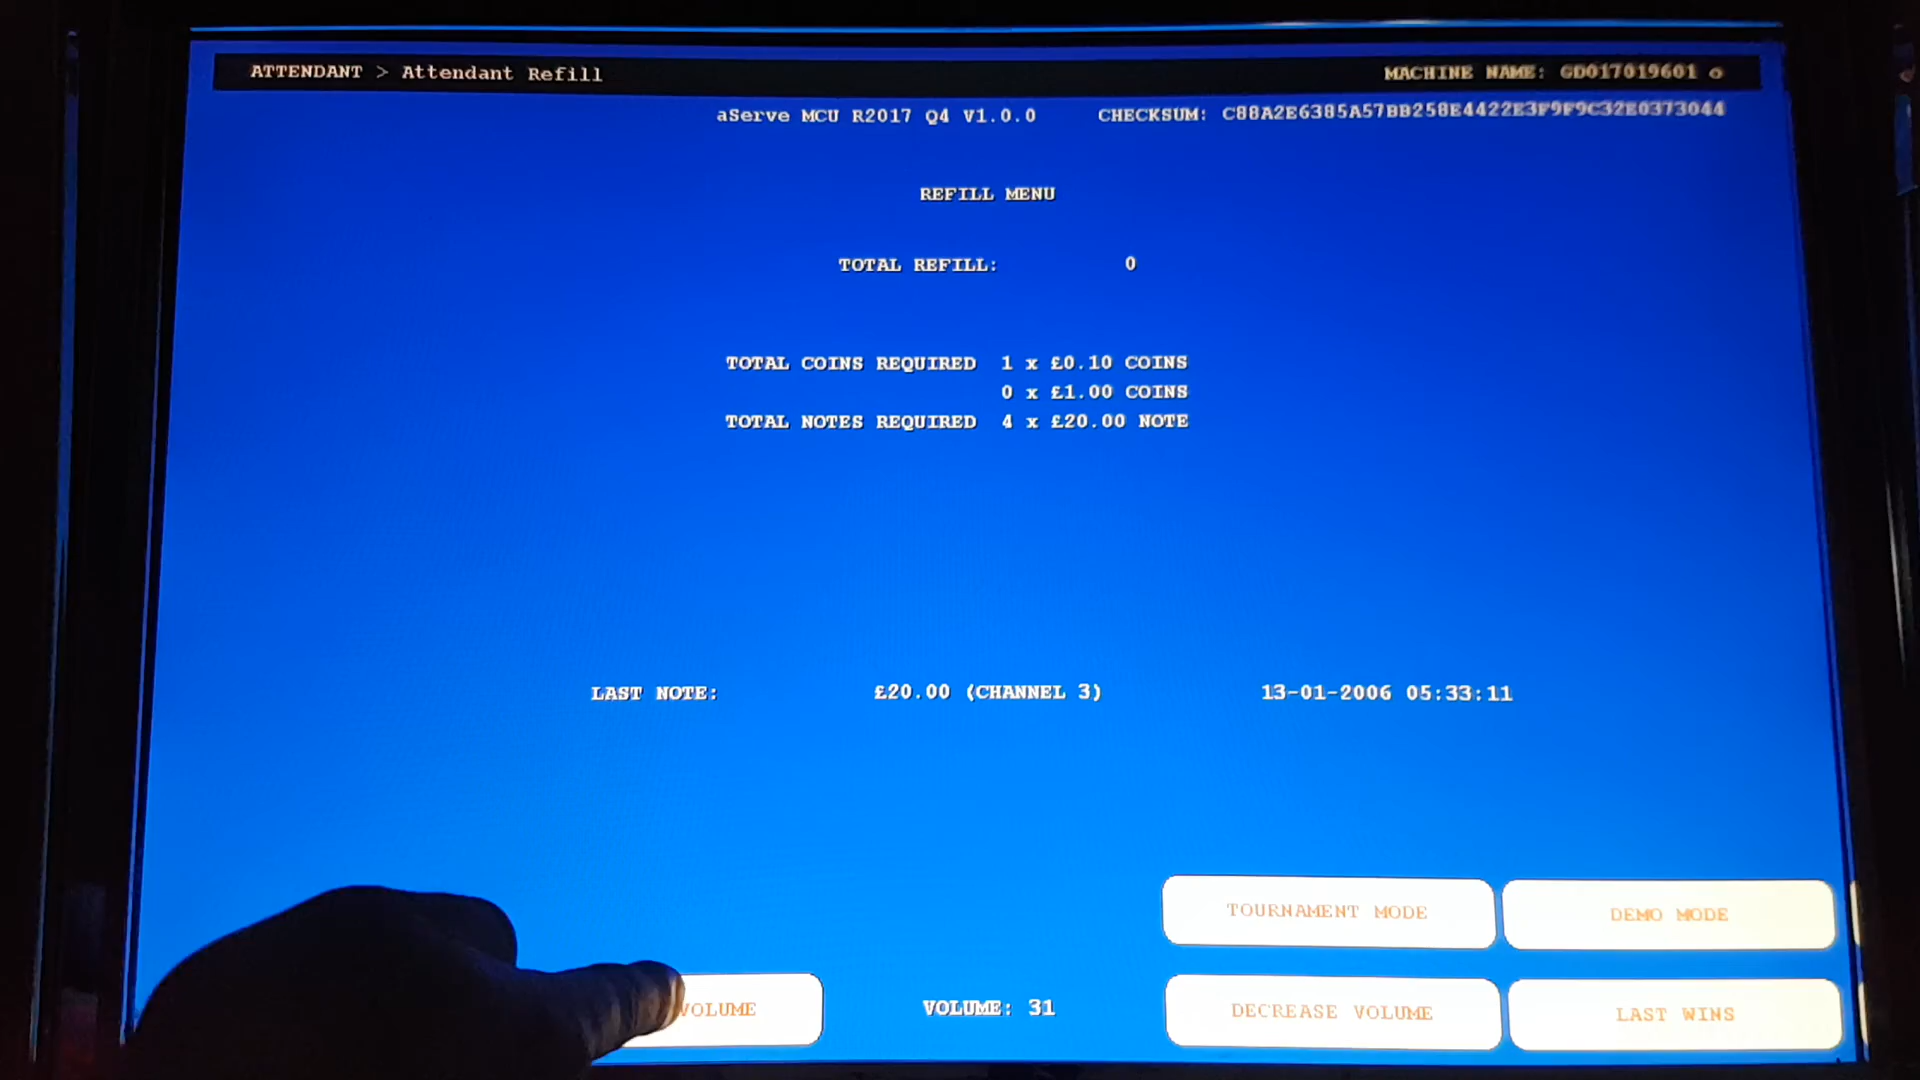 ATTENDANT > Attendant Refill
MACHINE NAME: GD017019601
aServe MCU R2017 Q4 V1.0.0 CHECKSUM: C88A2E6385A57BB258E4422E3F9F9C32E0373044
REFILL MENU
TOTAL REFILL: 0
TOTAL COINS REQUIRED 1 x £0.10 COINS
0 x £1.00 COINS
TOTAL NOTES REQUIRED 4 x £20.00 NOTE
LAST NOTE: £20.00 (CHANNEL 3) 13-01-2006 05:33:11
TOURNAMENT MODE
DEMO MODE
VOLUME
VOLUME: 31
DECREASE VOLUME
LAST WINS